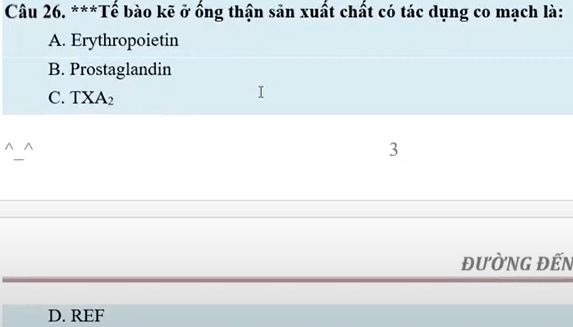 Câu 26. ***Tế bào kẽ ở ống thận sản xuất chất có tác dụng co mạch là:
A. Erythropoietin
B. Prostaglandin
C. TXA₂
^_^
3
ĐƯỜNG ĐẾN
D. REF